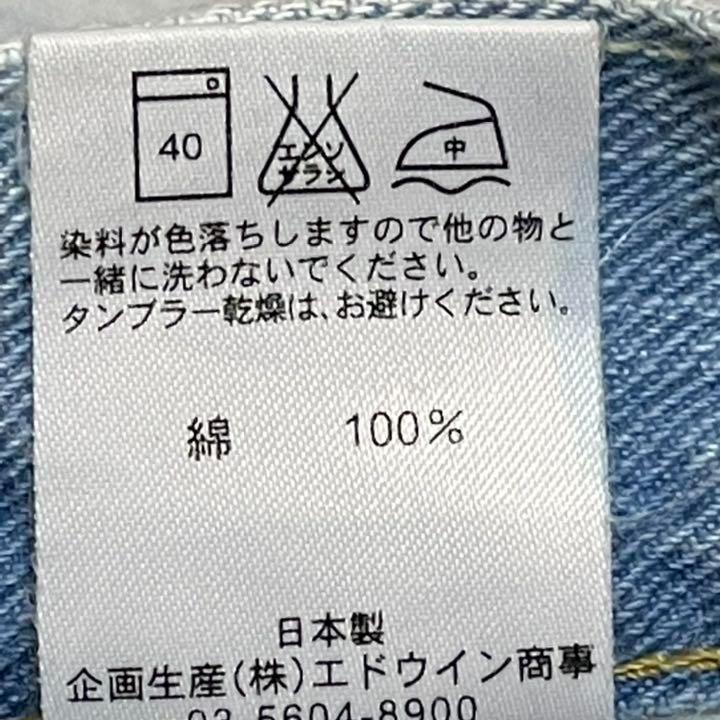 40
エンソ
サラシ
中
染料が色落ちしますので他の物と
一緒に洗わないでください。
タンブラー乾燥は、お避けください。
綿 100%
日本製
企画生産(株)エドウイン商事
03-5604-8900